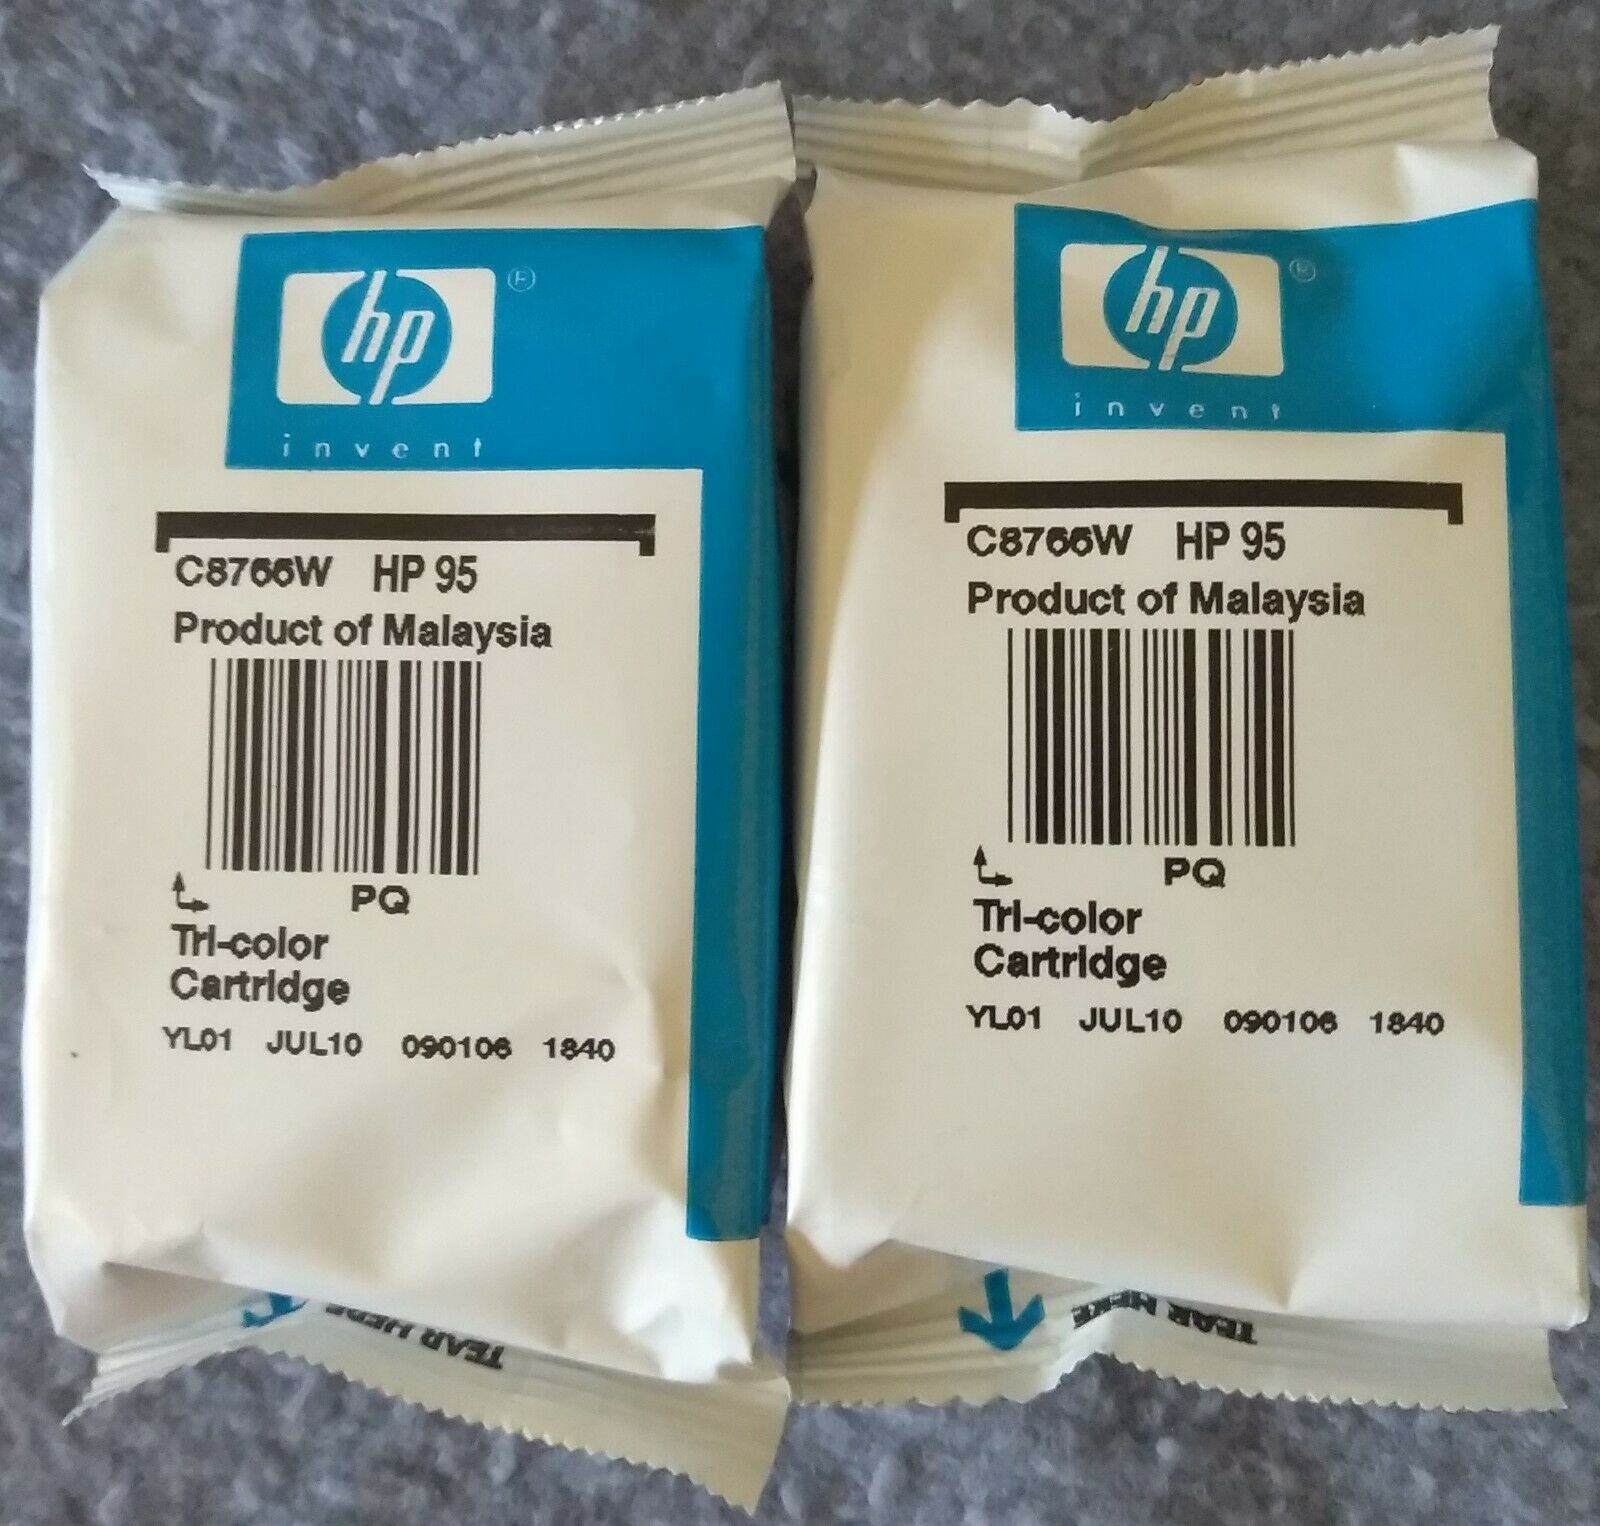 hp ®
invent
C8766W HP 95
Product of Malaysia
PQ
Tri-color
Cartridge
YL01 JUL10 090106 1840
TEAR HERE
hp ®
invent
C8766W HP 95
Product of Malaysia
PQ
Tri-color
Cartridge
YL01 JUL10 090106 1840
TEAR HERE